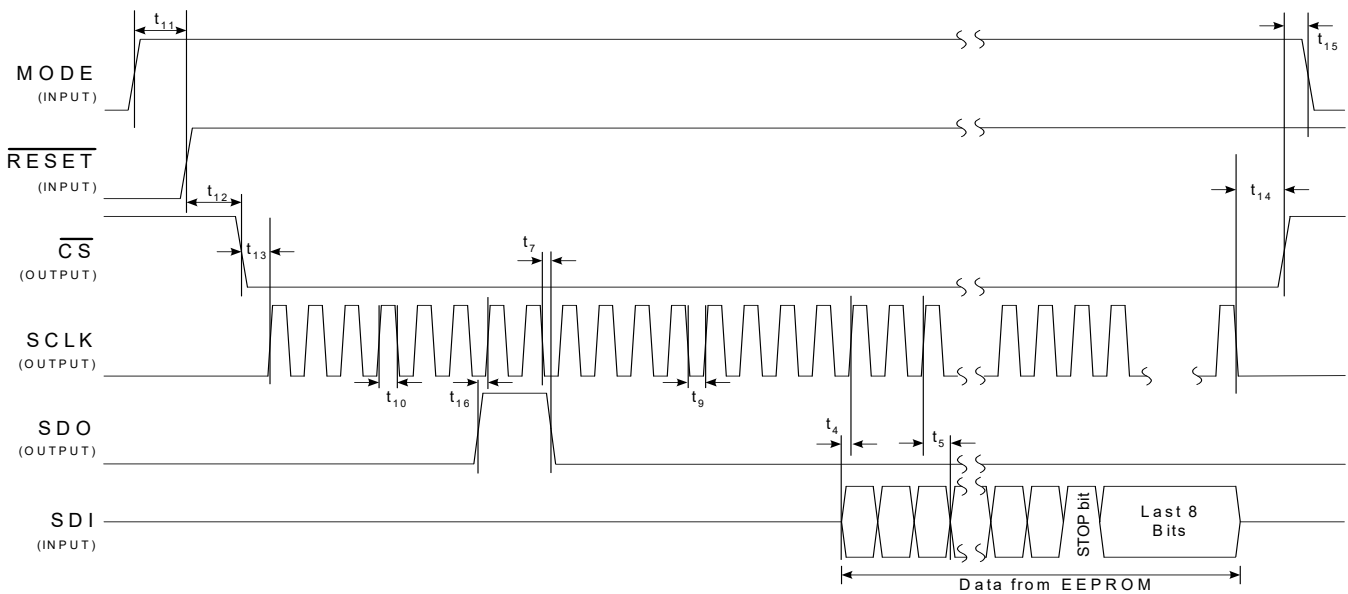 t11
t15
MODE
(INPUT)
RESET
(INPUT)
t12
t14
CS
(OUTPUT)
t13
t7
SCLK
(OUTPUT)
t10
t16
t9
SDO
(OUTPUT)
t4
t5
SDI
(INPUT)
STOP bit
Last 8
Bits
Data from EEPROM